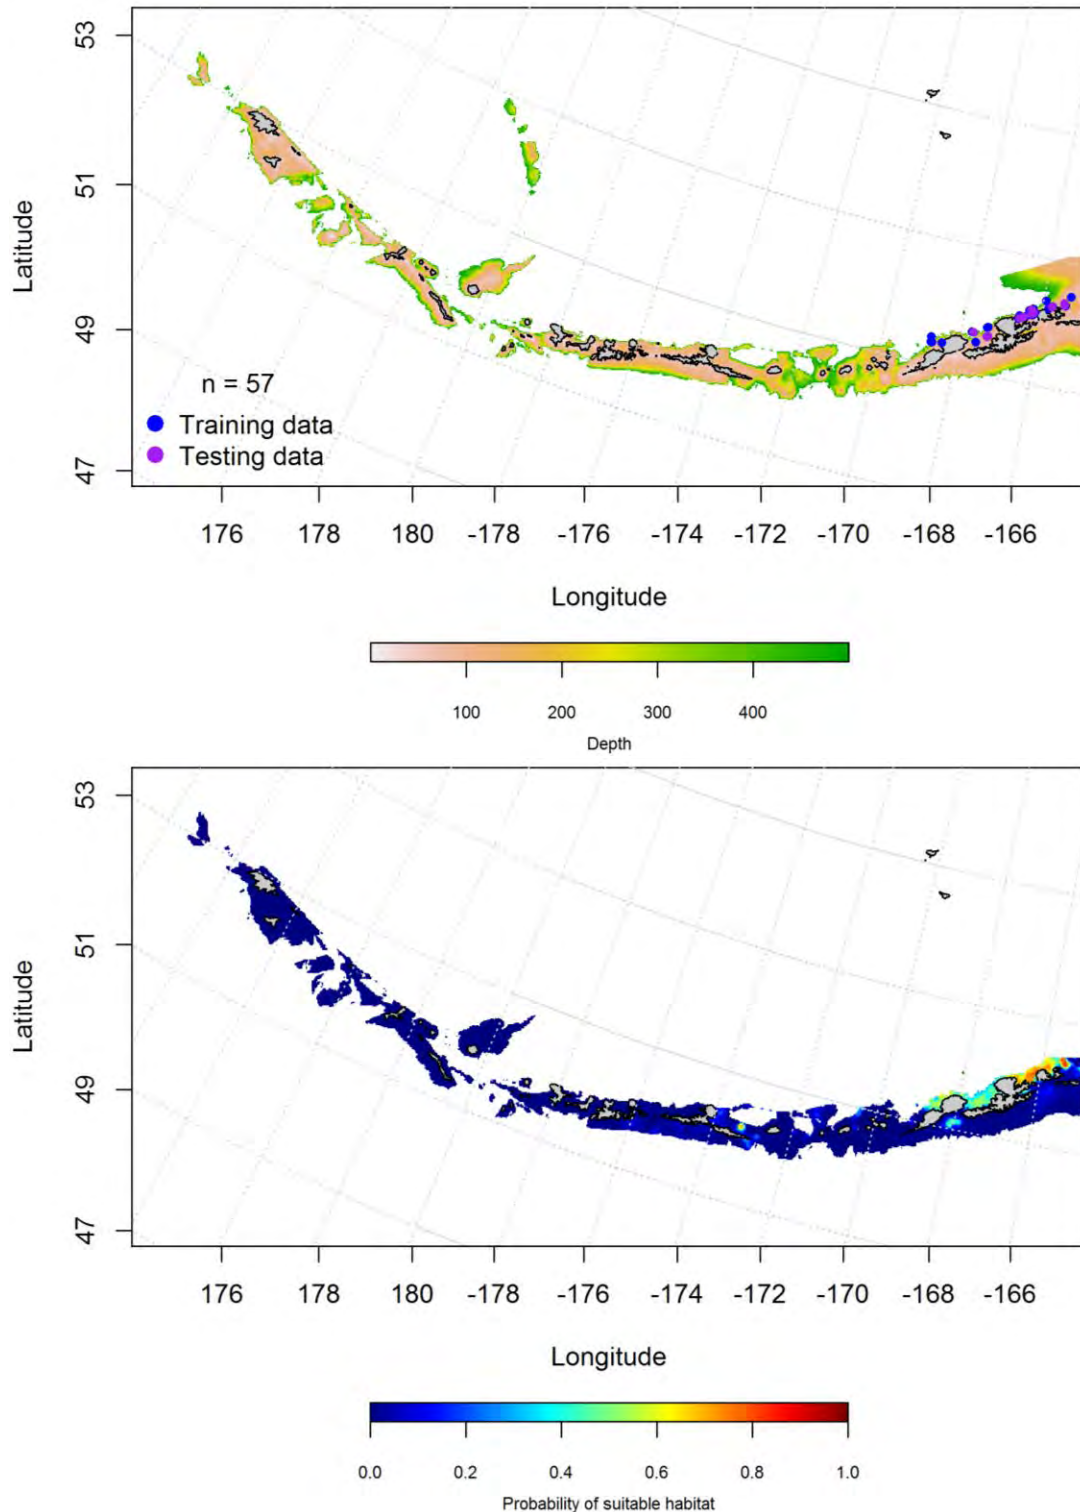 53
51
49
47
Latitude
n = 57
Training data
Testing data
176 178 180 -178 -176 -174 -172 -170 -168 -166
Longitude
100 200 300 400
Depth
53
51
49
47
Latitude
176 178 180 -178 -176 -174 -172 -170 -168 -166
Longitude
0.0 0.2 0.4 0.6 0.8 1.0
Probability of suitable habitat